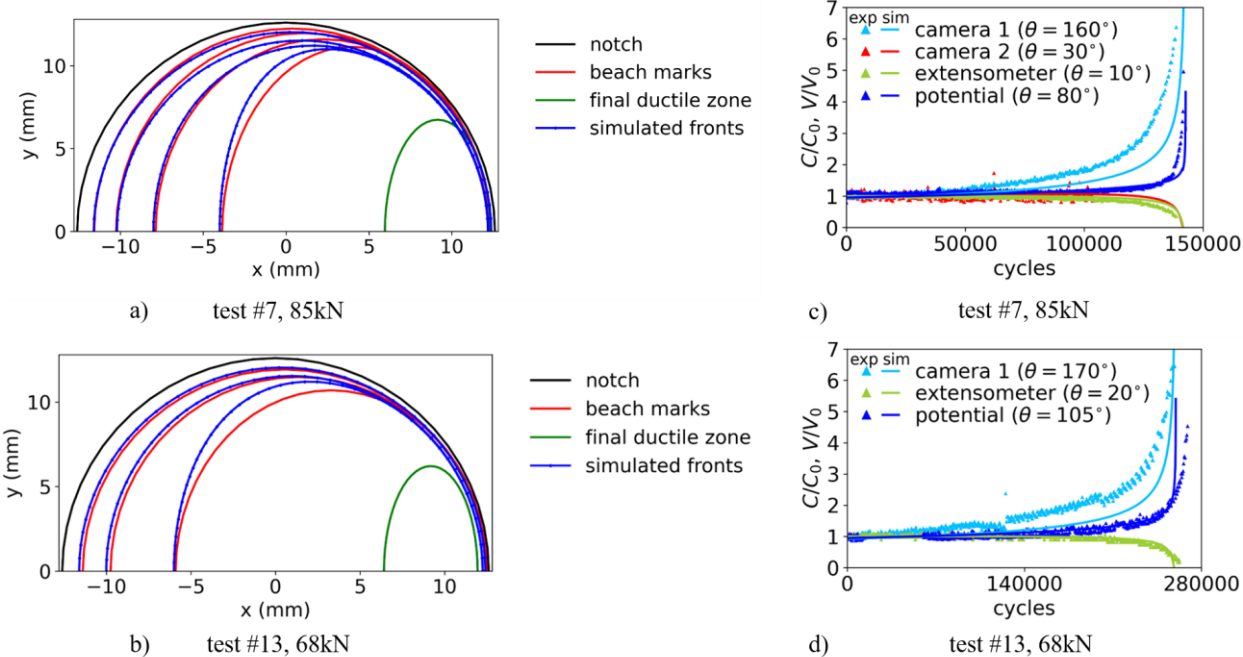 10
5
0
y (mm)
−10
−5
0
5
10
x (mm)
notch
beach marks
final ductile zone
simulated fronts
a) test #7, 85kN
7
6
5
4
3
2
1
0
C/C₀, V/V₀
exp sim
camera 1 (θ = 160°)
camera 2 (θ = 30°)
extensometer (θ = 10°)
potential (θ = 80°)
0
50000
100000
150000
cycles
c) test #7, 85kN
10
5
0
y (mm)
−10
−5
0
5
10
x (mm)
notch
beach marks
final ductile zone
simulated fronts
b) test #13, 68kN
7
6
5
4
3
2
1
0
C/C₀, V/V₀
exp sim
camera 1 (θ = 170°)
extensometer (θ = 20°)
potential (θ = 105°)
0
140000
280000
cycles
d) test #13, 68kN